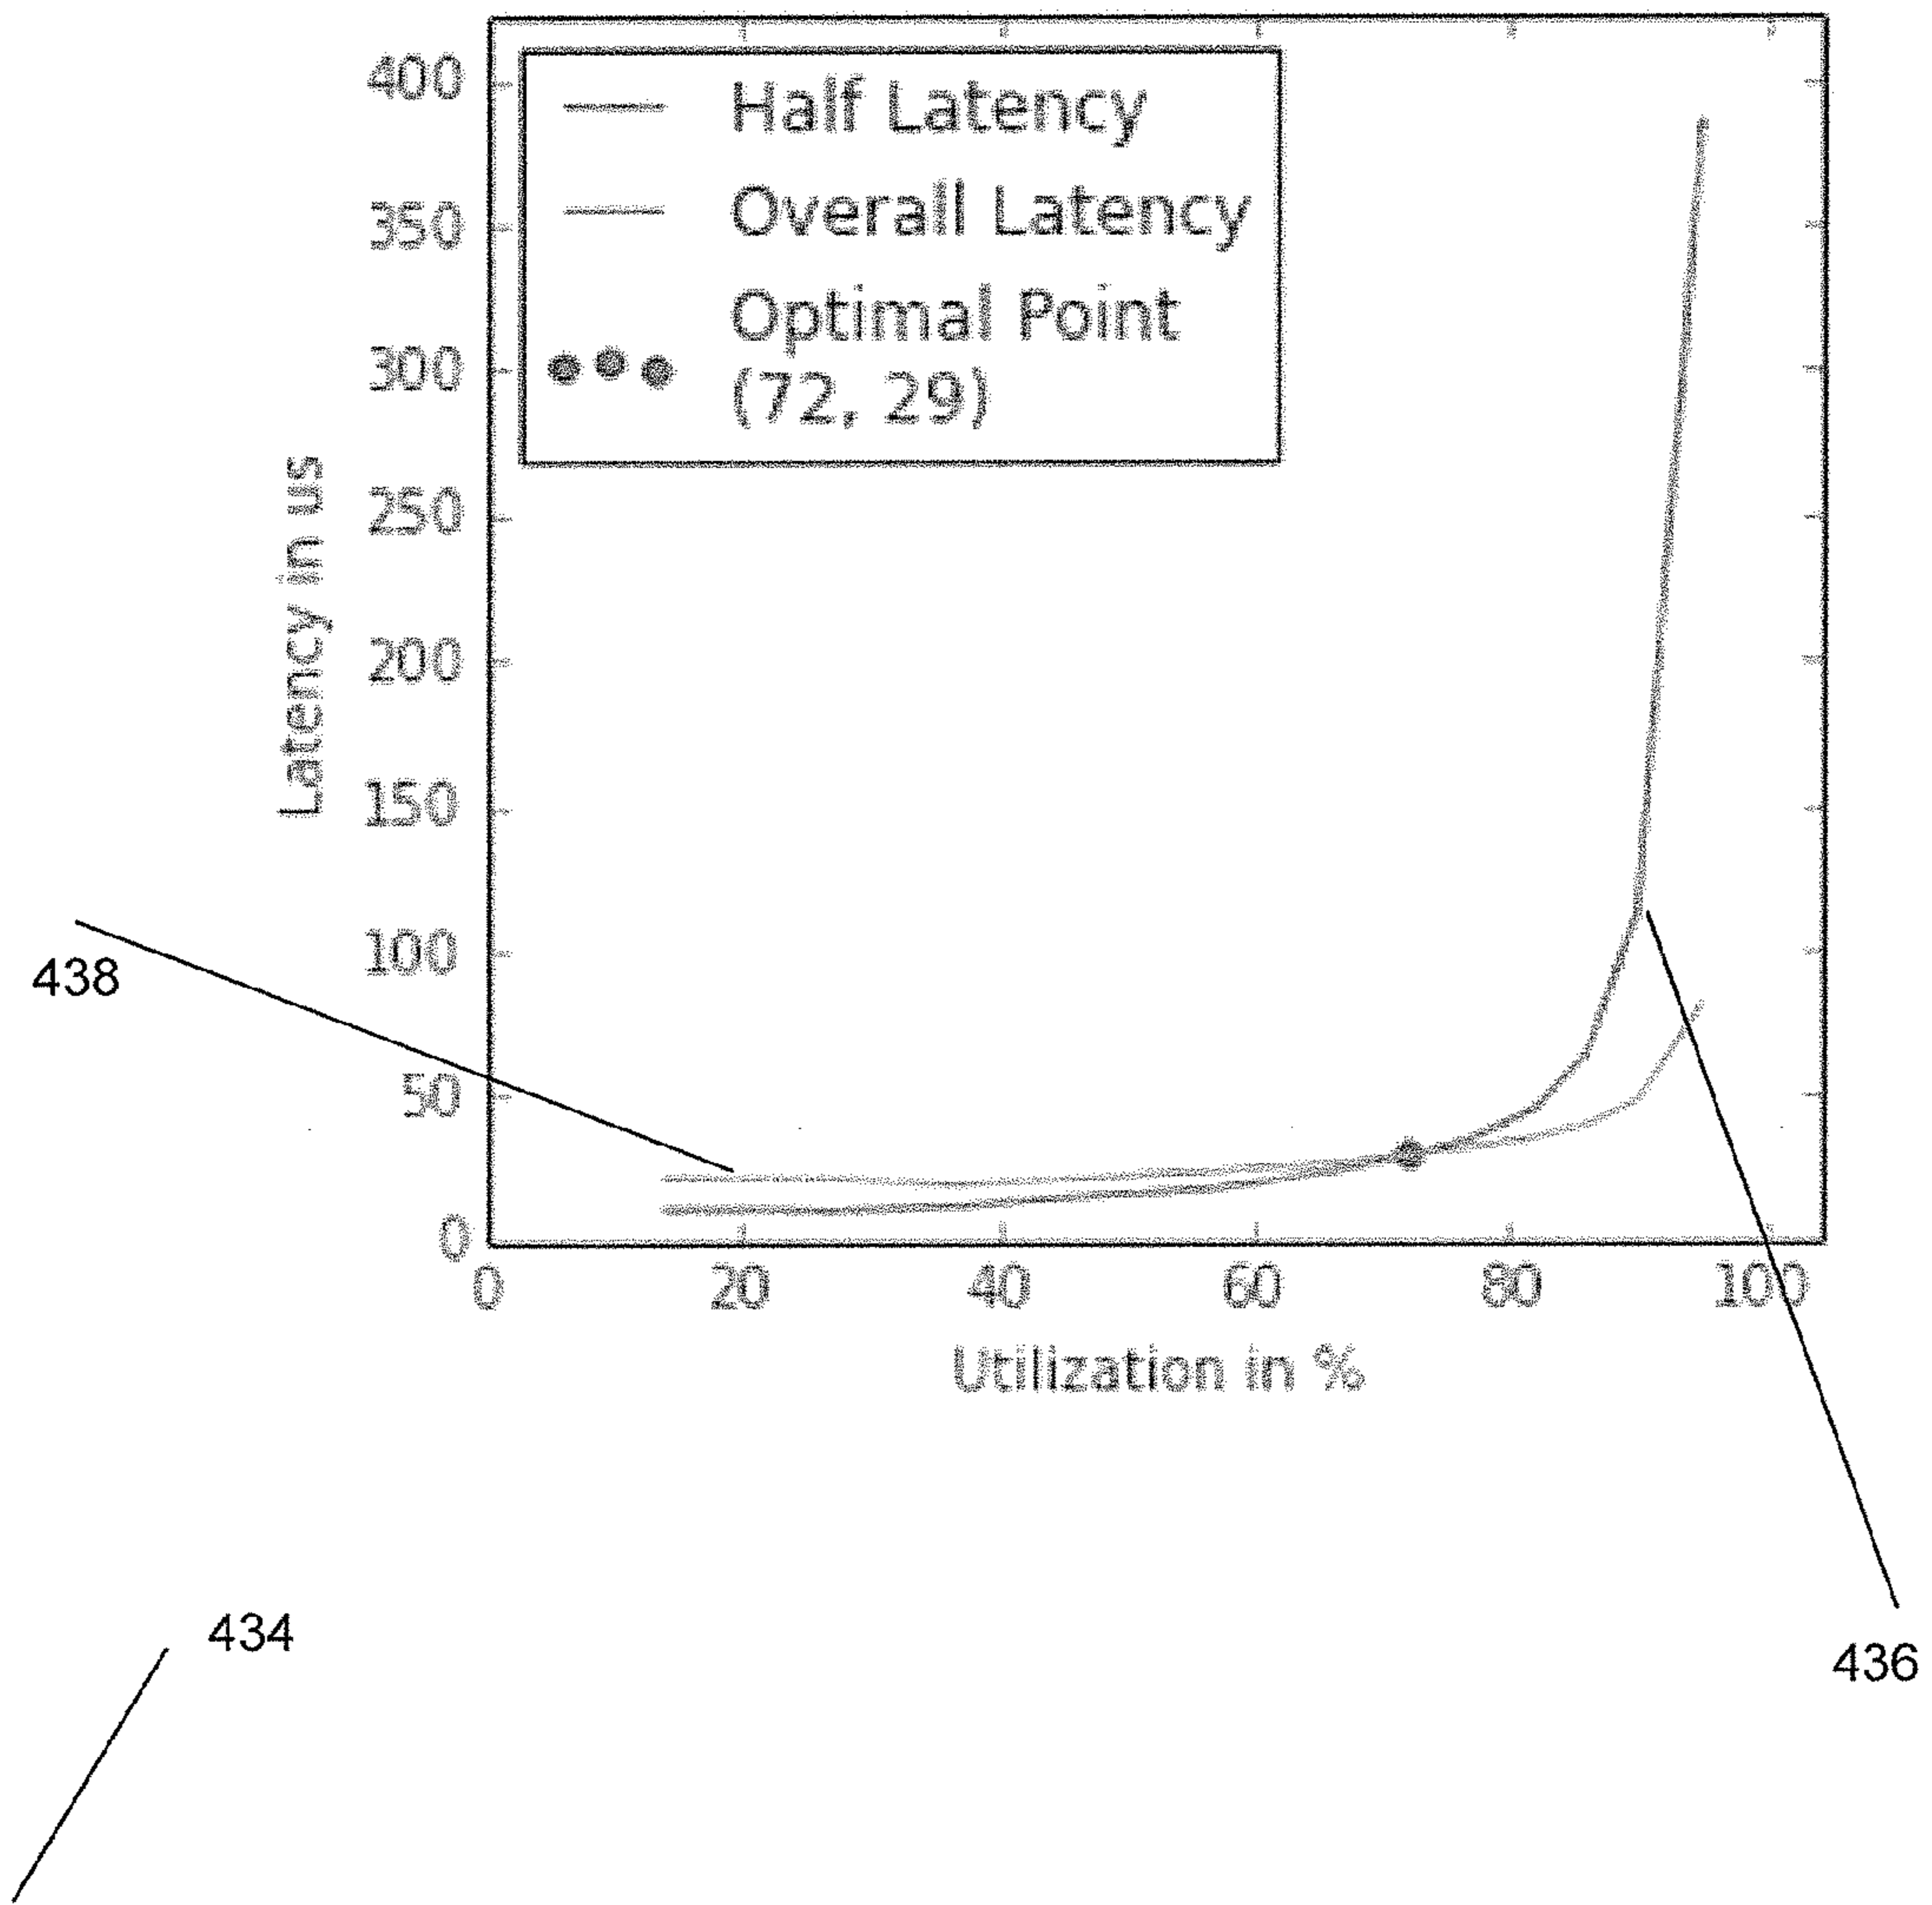 400
350
300
250
200
150
100
50
0
Latency in us
Half Latency
Overall Latency
Optimal Point
(72, 29)
0 20 40 60 80 100
Utilization in %
438
434
436